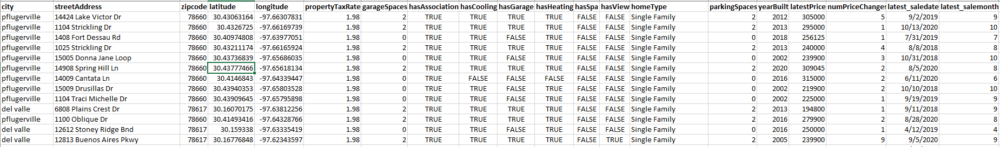 city streetAddress zipcode latitude longitude propertyTaxRate garageSpaces hasAssociation hasCooling hasGarage hasHeating hasSpa hasView homeType parkingSpaces yearBuilt latestPrice numPriceChanges latest_saledate latest_salemonth
pflugerville 14424 Lake Victor Dr 78660 30.43063164 -97.66307831 1.98 2 TRUE TRUE TRUE TRUE FALSE FALSE Single Family 2 2012 305000 5 9/2/2019 9
pflugerville 1104 Strickling Dr 78660 30.4326725 -97.66169739 1.98 2 TRUE TRUE TRUE TRUE FALSE FALSE Single Family 2 2013 295000 1 10/13/2020 10
pflugerville 1408 Fort Dessau Rd 78660 30.40974808 -97.63977051 1.98 0 TRUE TRUE FALSE TRUE FALSE FALSE Single Family 0 2018 256125 1 7/31/2019 7
pflugerville 1025 Strickling Dr 78660 30.43211174 -97.66165924 1.98 2 TRUE TRUE TRUE TRUE FALSE FALSE Single Family 2 2013 240000 4 8/8/2018 8
pflugerville 15005 Donna Jane Loop 78660 30.43736839 -97.65686035 1.98 0 TRUE TRUE FALSE TRUE FALSE FALSE Single Family 0 2002 239900 3 10/31/2018 10
pflugerville 14908 Spring Hill Ln 78660 30.43777466 -97.65618134 1.98 2 TRUE TRUE TRUE TRUE FALSE FALSE Single Family 2 2020 309045 2 8/5/2020 8
pflugerville 14009 Cantata Ln 78660 30.4146843 -97.64339447 1.98 0 TRUE FALSE FALSE FALSE FALSE FALSE Single Family 0 2016 315000 2 6/11/2020 6
pflugerville 15009 Drusillas Dr 78660 30.43940353 -97.65803528 1.98 0 TRUE TRUE FALSE TRUE FALSE FALSE Single Family 0 2002 219900 2 10/10/2018 10
pflugerville 1104 Traci Michelle Dr 78660 30.43909645 -97.65795898 1.98 0 TRUE TRUE FALSE TRUE FALSE FALSE Single Family 0 2002 225000 1 9/19/2019 9
del valle 6808 Plains Crest Dr 78617 30.16070175 -97.63812256 1.98 2 TRUE TRUE TRUE TRUE FALSE FALSE Single Family 2 2013 194800 1 9/11/2018 9
pflugerville 1100 Oblique Dr 78660 30.41493416 -97.64328766 1.98 2 TRUE TRUE TRUE TRUE FALSE FALSE Single Family 2 2016 279900 2 8/28/2020 8
del valle 12612 Stoney Ridge Bnd 78617 30.159338 -97.63335419 1.98 0 TRUE TRUE FALSE TRUE FALSE FALSE Single Family 0 2016 250000 1 4/12/2019 4
del valle 12813 Buenos Aires Pkwy 78617 30.16776848 -97.62343597 1.98 2 TRUE TRUE TRUE TRUE FALSE TRUE Single Family 2 2005 239900 9 9/5/2020 9